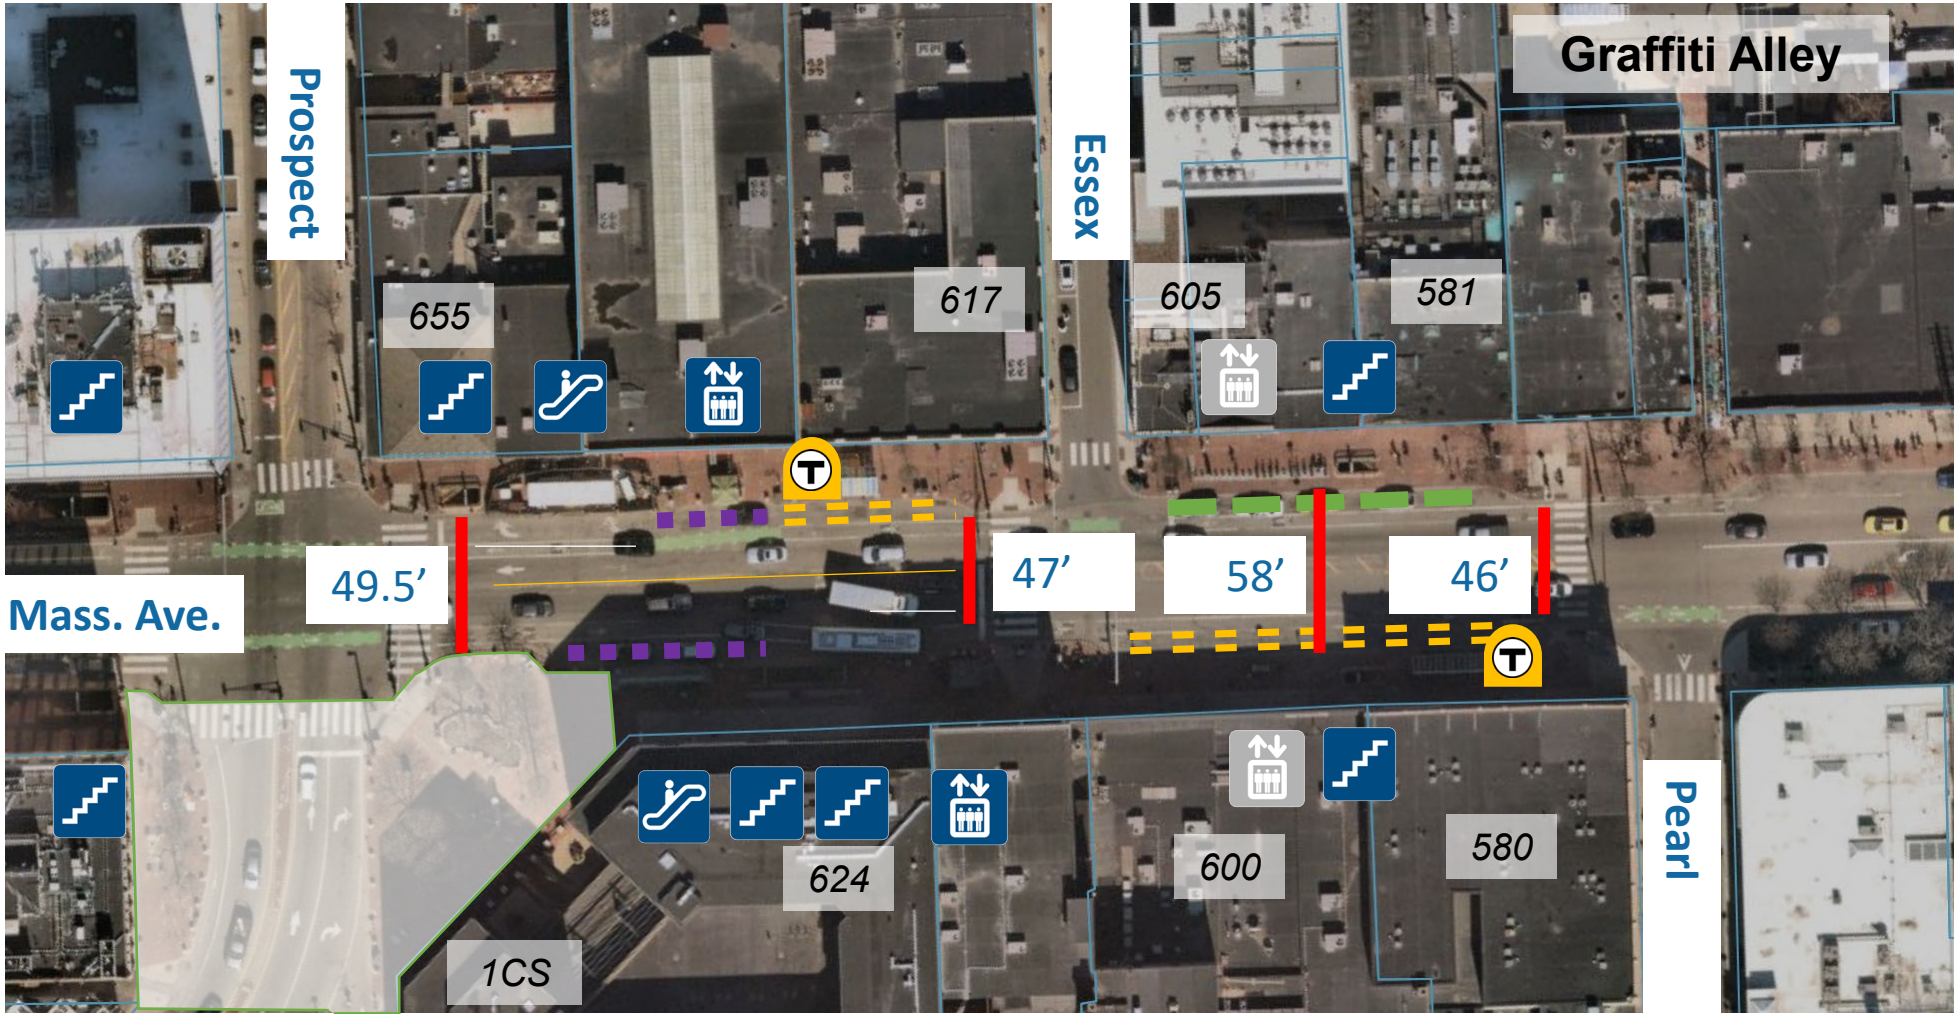 Graffiti Alley
Prospect
Essex
655
617
605
581
T
49.5’
47’
58’
46’
Mass. Ave.
T
Pearl
624
600
580
1CS